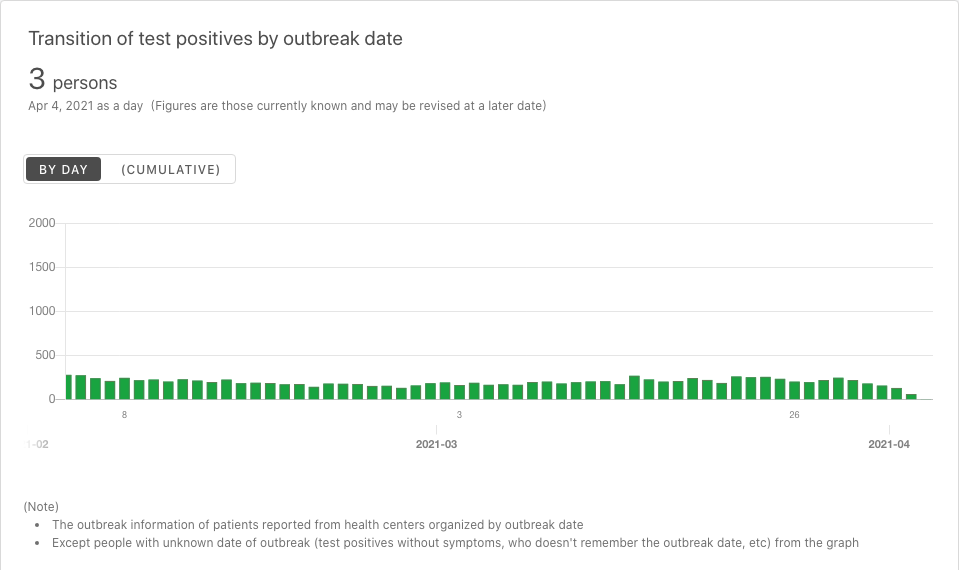 Transition of test positives by outbreak date
3 persons
Apr 4, 2021 as a day (Figures are those currently known and may be revised at a later date)
BY DAY (CUMULATIVE)
2000
1500
1000
500
0
8 3 26
1-02 2021-03 2021-04
(Note)
• The outbreak information of patients reported from health centers organized by outbreak date
• Except people with unknown date of outbreak (test positives without symptoms, who doesn't remember the outbreak date, etc) from the graph